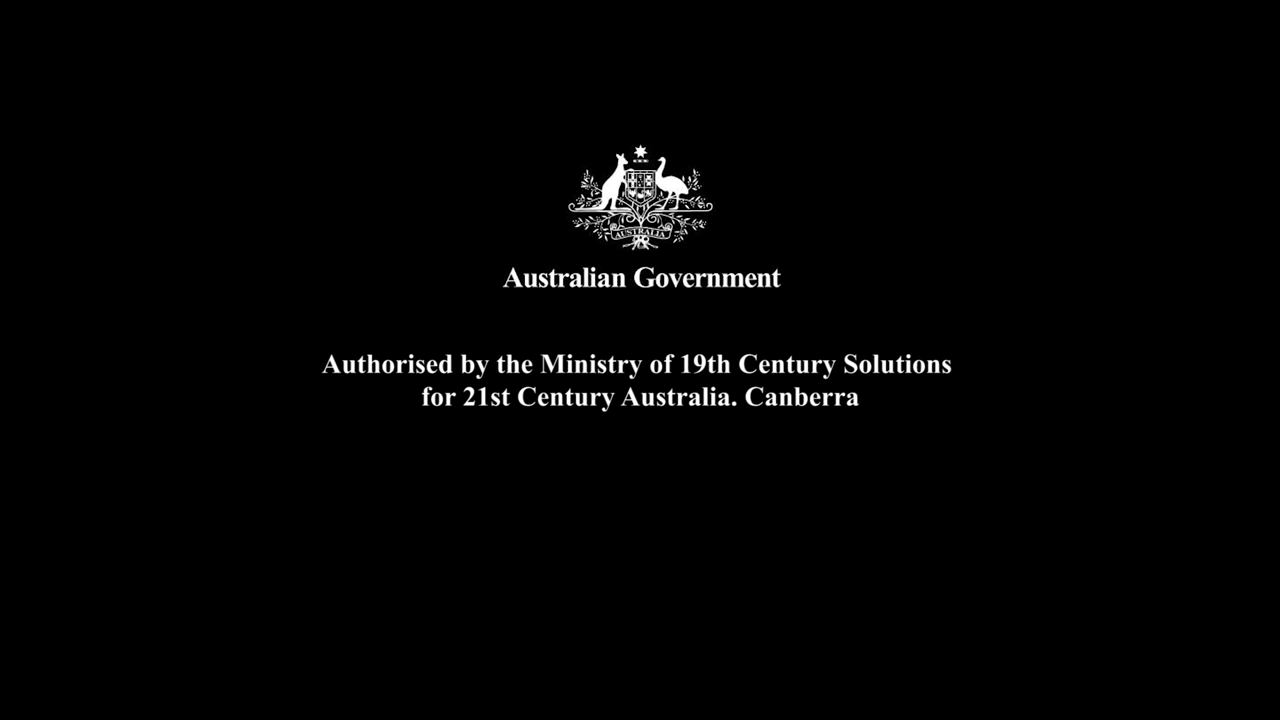 AUSTRALIA
Australian Government
Authorised by the Ministry of 19th Century Solutions
for 21st Century Australia. Canberra